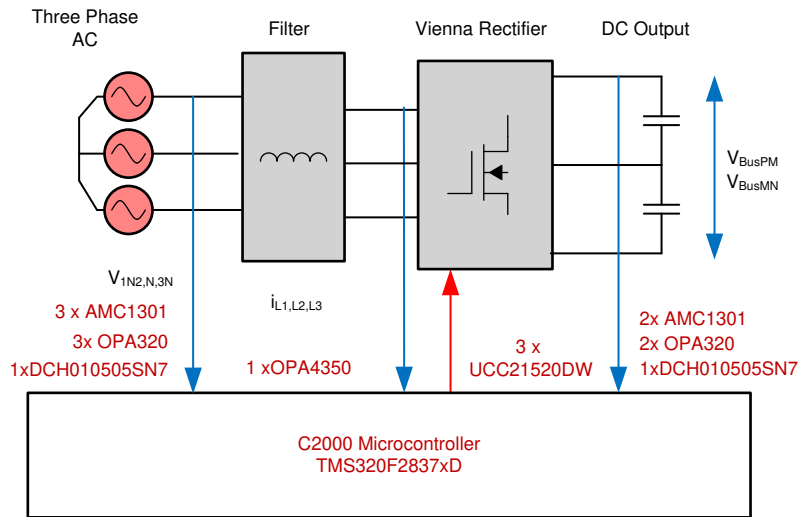 Three Phase
AC
Filter
Vienna Rectifier
DC Output
VBusPM
VBusMN
V1N2,N,3N
3 x AMC1301
3x OPA320
1xDCH010505SN7
iL1,L2,L3
1 xOPA4350
3 x
UCC21520DW
2x AMC1301
2x OPA320
1xDCH010505SN7
C2000 Microcontroller
TMS320F2837xD